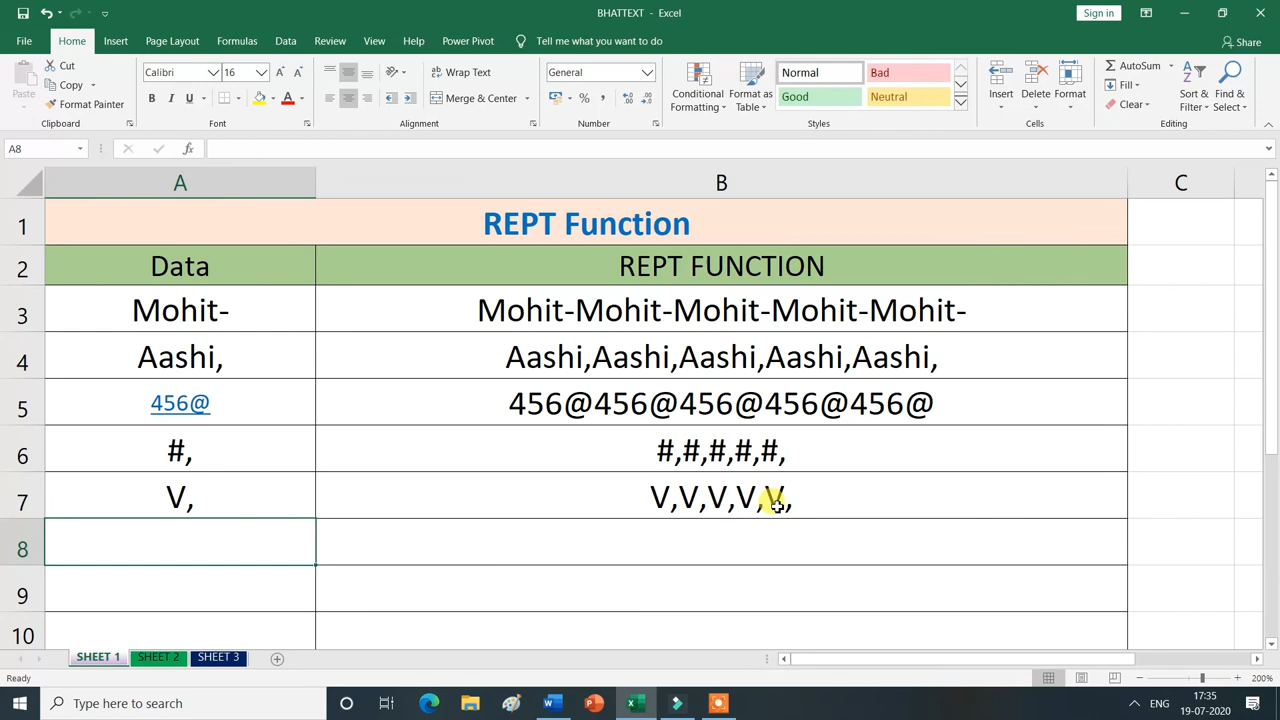 BHATTEXT - Excel
Sign in
File Home Insert Page Layout Formulas Data Review View Help Power Pivot Tell me what you want to do Share
Paste Cut Copy Format Painter
Calibri 16
B I U
Wrap Text
Merge & Center
General
Conditional Formatting
Format as Table
Normal Bad
Good Neutral
Insert Delete Format
AutoSum
Fill
Clear
Sort & Filter
Find & Select
Clipboard Font Alignment Number Styles Cells Editing
A8 fx
A B C
1 REPT Function
2 Data REPT FUNCTION
3 Mohit- Mohit-Mohit-Mohit-Mohit-Mohit-
4 Aashi, Aashi,Aashi,Aashi,Aashi,Aashi,
5 456@ 456@456@456@456@456@
6 #, #,#,#,#,#,
7 V, V,V,V,V,V,
8
9
10
SHEET 1 SHEET 2 SHEET 3
Ready 200%
Type here to search
ENG
17:35
19-07-2020